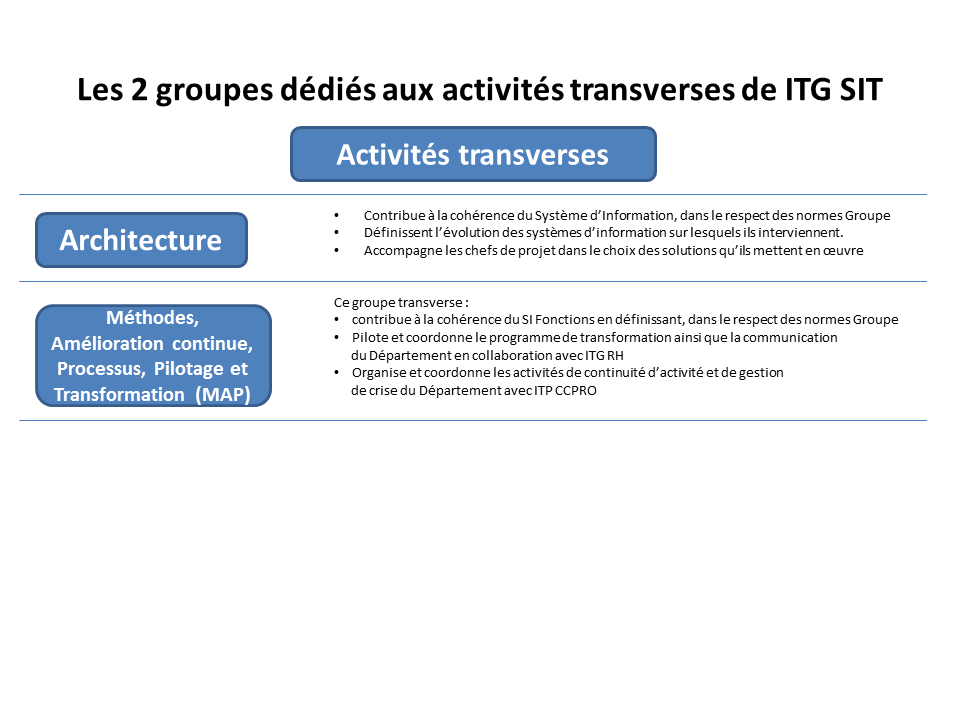 Les 2 groupes dédiés aux activités transverses de ITG SIT
Activités transverses
Architecture
• Contribue à la cohérence du Système d’Information, dans le respect des normes Groupe
• Définissent l’évolution des systèmes d’information sur lesquels ils interviennent.
• Accompagne les chefs de projet dans le choix des solutions qu’ils mettent en œuvre
Méthodes,
Amélioration continue,
Processus, Pilotage et
Transformation (MAP)
Ce groupe transverse :
• contribue à la cohérence du SI Fonctions en définissant, dans le respect des normes Groupe
• Pilote et coordonne le programme de transformation ainsi que la communication
du Département en collaboration avec ITG RH
• Organise et coordonne les activités de continuité d’activité et de gestion
de crise du Département avec ITP CCPRO